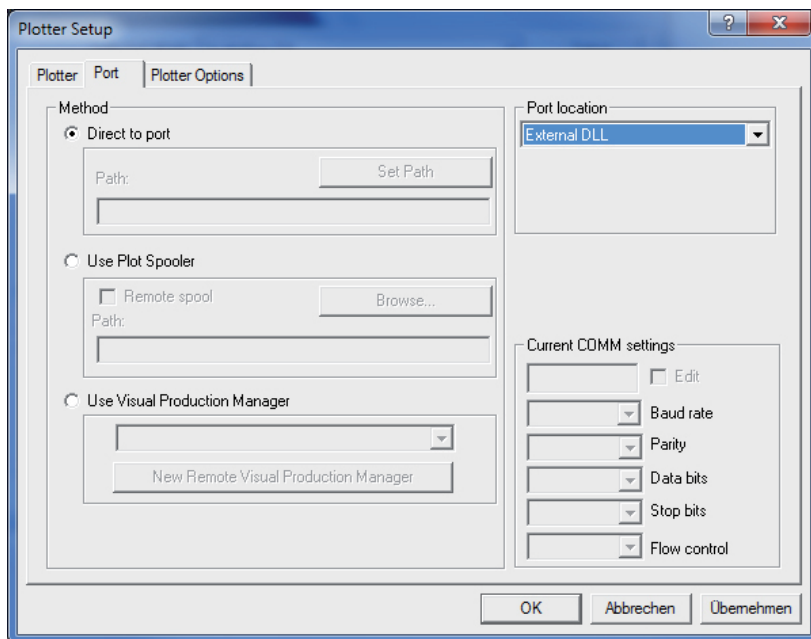 Plotter Setup
?
X
Plotter
Port
Plotter Options
Method
Direct to port
Path:
Set Path
Use Plot Spooler
Remote spool
Browse...
Path:
Use Visual Production Manager
New Remote Visual Production Manager
Port location
External DLL
Current COMM settings
Edit
Baud rate
Parity
Data bits
Stop bits
Flow control
OK
Abbrechen
Übernehmen